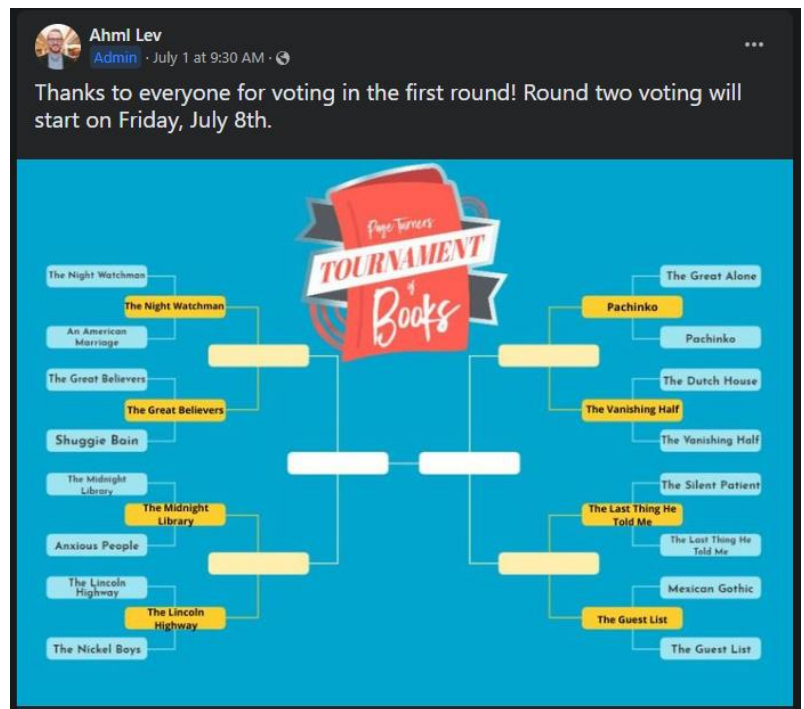 Ahml Lev
Admin · July 1 at 9:30 AM ·
Thanks to everyone for voting in the first round! Round two voting will
start on Friday, July 8th.
Page Turners
TOURNAMENT
of
Books
The Night Watchman
The Night Watchman
An American
Marriage
The Great Believers
The Great Believers
Shuggie Bain
The Midnight
Library
The Midnight
Library
Anxious People
The Lincoln
Highway
The Lincoln
Highway
The Nickel Boys
The Great Alone
Pachinko
Pachinko
The Dutch House
The Vanishing Half
The Vanishing Half
The Silent Patient
The Last Thing He
Told Me
The Last Thing He
Told Me
Mexican Gothic
The Guest List
The Guest List